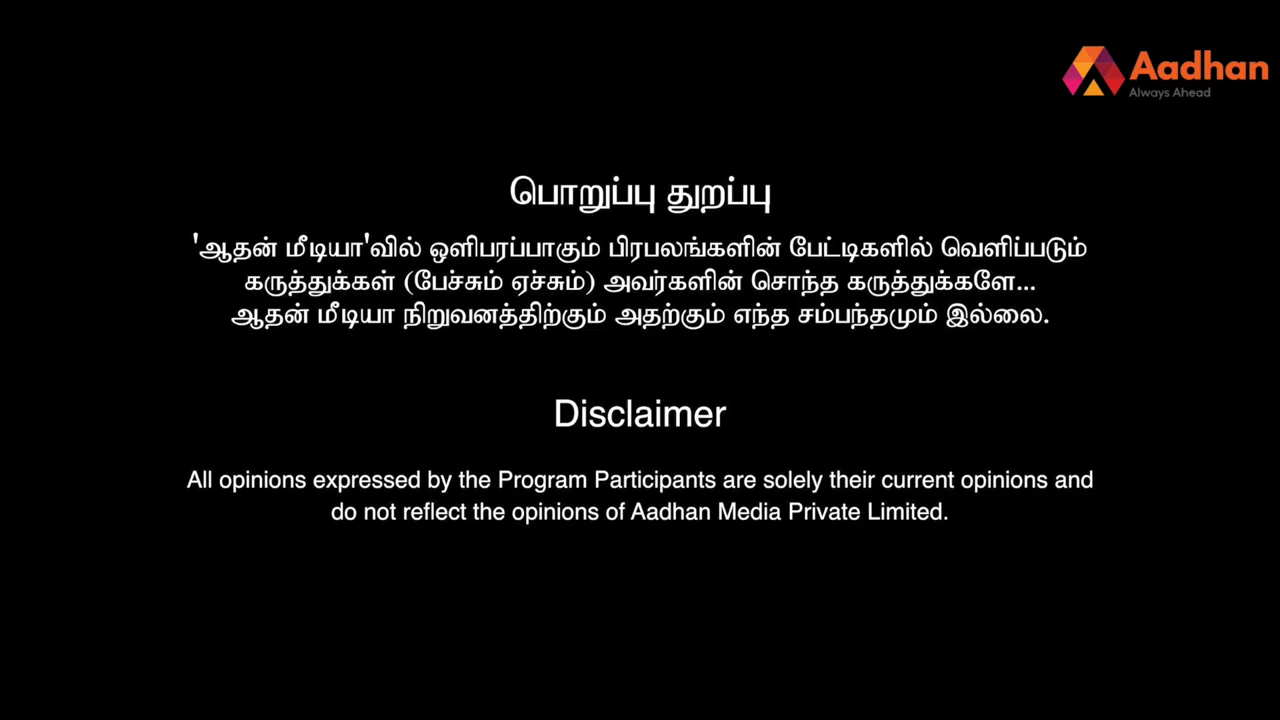 Aadhan
Always Ahead
பொறுப்பு துறப்பு
'ஆதன் மீடியா'வில் ஒளிபரப்பாகும் பிரபலங்களின் பேட்டிகளில் வெளிப்படும்
கருத்துக்கள் (பேச்சும் ஏச்சும்) அவர்களின் சொந்த கருத்துக்களே...
ஆதன் மீடியா நிறுவனத்திற்கும் அதற்கும் எந்த சம்பந்தமும் இல்லை.
Disclaimer
All opinions expressed by the Program Participants are solely their current opinions and
do not reflect the opinions of Aadhan Media Private Limited.